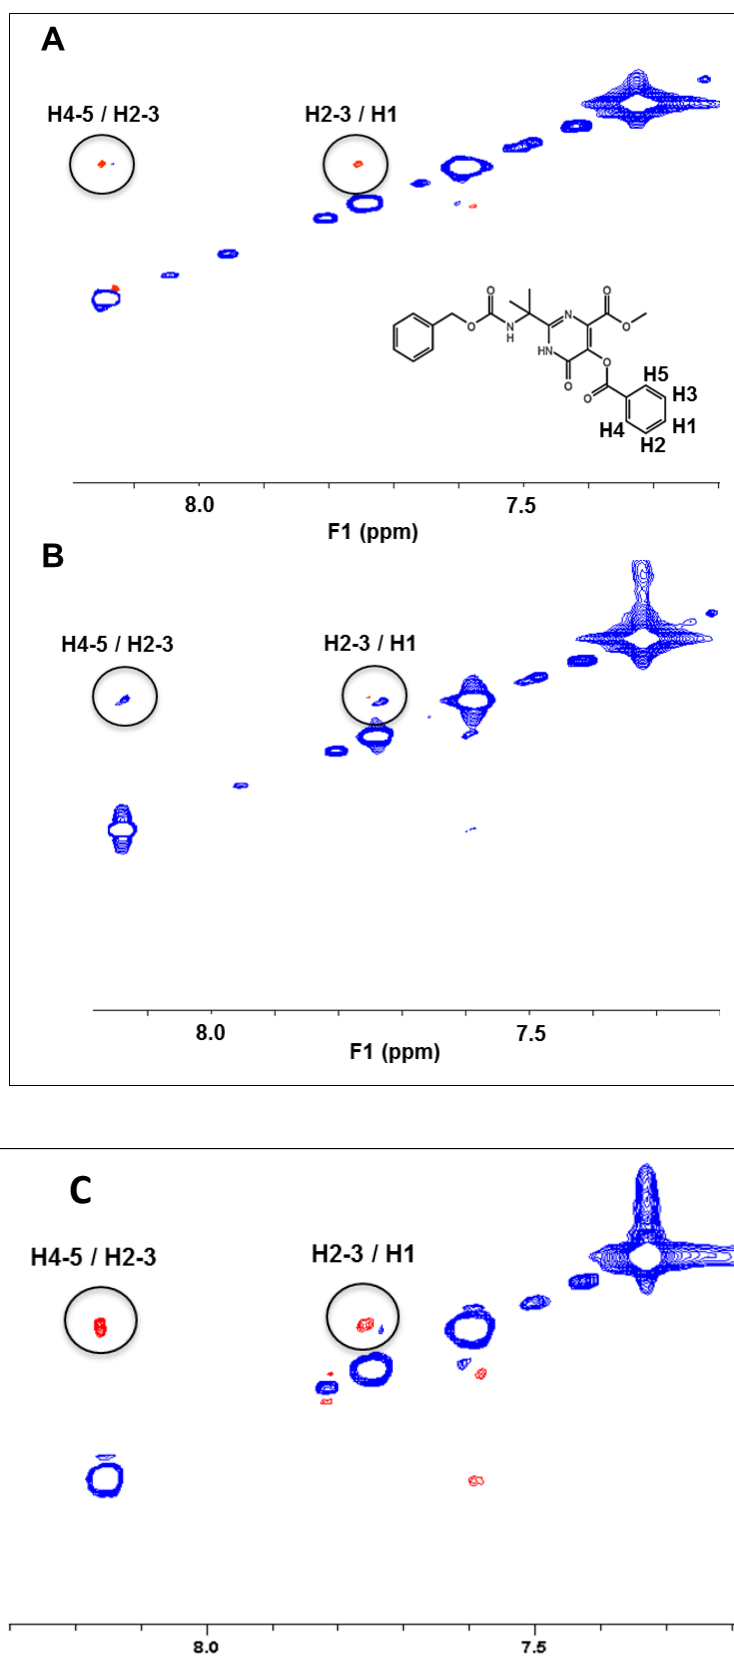 A
H4-5 / H2-3 H2-3 / H1
O N O
O N H HN O
O O
O H5
H3
H4 H1
H2
8.0 7.5
F1 (ppm)
B
H4-5 / H2-3 H2-3 / H1
8.0 7.5
F1 (ppm)
C
H4-5 / H2-3 H2-3 / H1
8.0 7.5